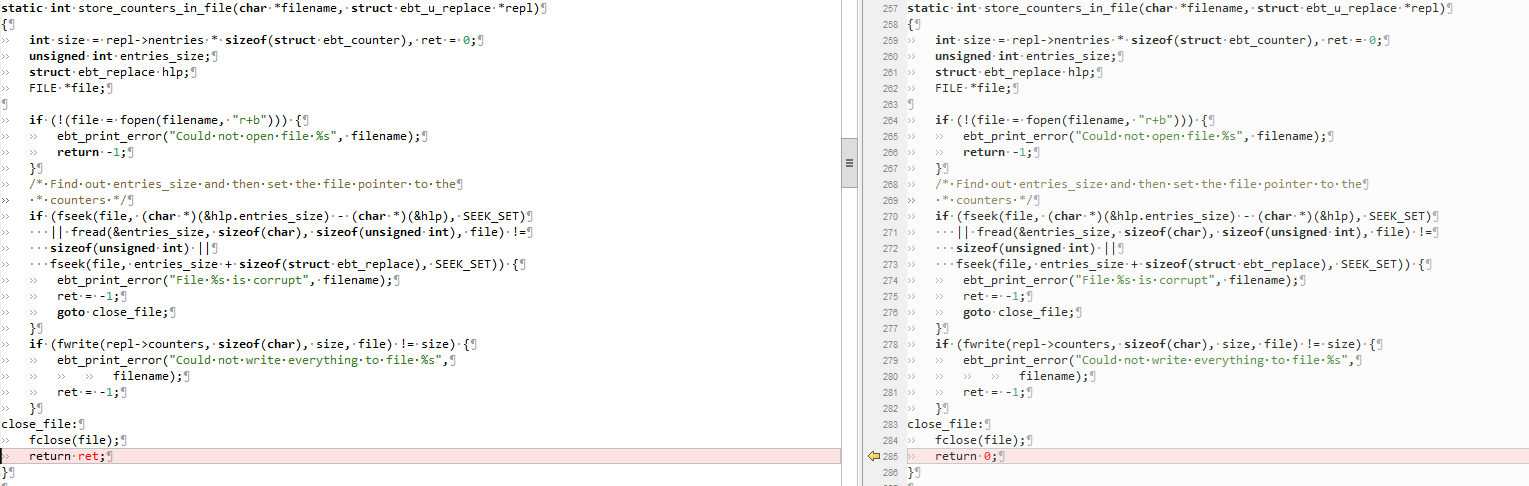 static int store_counters_in_file(char *filename, struct ebt_u_replace *repl)
{
    int size = repl->nentries * sizeof(struct ebt_counter), ret = 0;
    unsigned int entries_size;
    struct ebt_replace hlp;
    FILE *file;

    if (!(file = fopen(filename, "r+b"))) {
        ebt_print_error("Could not open file %s", filename);
        return -1;
    }
    /* Find out entries_size and then set the file pointer to the
     * counters */
    if (fseek(file, (char *)(&hlp.entries_size) - (char *)(&hlp), SEEK_SET)
       || fread(&entries_size, sizeof(char), sizeof(unsigned int), file) !=
       sizeof(unsigned int) ||
       fseek(file, entries_size + sizeof(struct ebt_replace), SEEK_SET)) {
        ebt_print_error("File %s is corrupt", filename);
        ret = -1;
        goto close_file;
    }
    if (fwrite(repl->counters, sizeof(char), size, file) != size) {
        ebt_print_error("Could not write everything to file %s",
                filename);
        ret = -1;
    }
close_file:
    fclose(file);
    return ret;
}
257 static int store_counters_in_file(char *filename, struct ebt_u_replace *repl)
258 {
259     int size = repl->nentries * sizeof(struct ebt_counter), ret = 0;
260     unsigned int entries_size;
261     struct ebt_replace hlp;
262     FILE *file;
263
264     if (!(file = fopen(filename, "r+b"))) {
265         ebt_print_error("Could not open file %s", filename);
266         return -1;
267     }
268     /* Find out entries_size and then set the file pointer to the
269      * counters */
270     if (fseek(file, (char *)(&hlp.entries_size) - (char *)(&hlp), SEEK_SET)
271        || fread(&entries_size, sizeof(char), sizeof(unsigned int), file) !=
272        sizeof(unsigned int) ||
273        fseek(file, entries_size + sizeof(struct ebt_replace), SEEK_SET)) {
274         ebt_print_error("File %s is corrupt", filename);
275         ret = -1;
276         goto close_file;
277     }
278     if (fwrite(repl->counters, sizeof(char), size, file) != size) {
279         ebt_print_error("Could not write everything to file %s",
280                 filename);
281         ret = -1;
282     }
283 close_file:
284     fclose(file);
285     return 0;
286 }